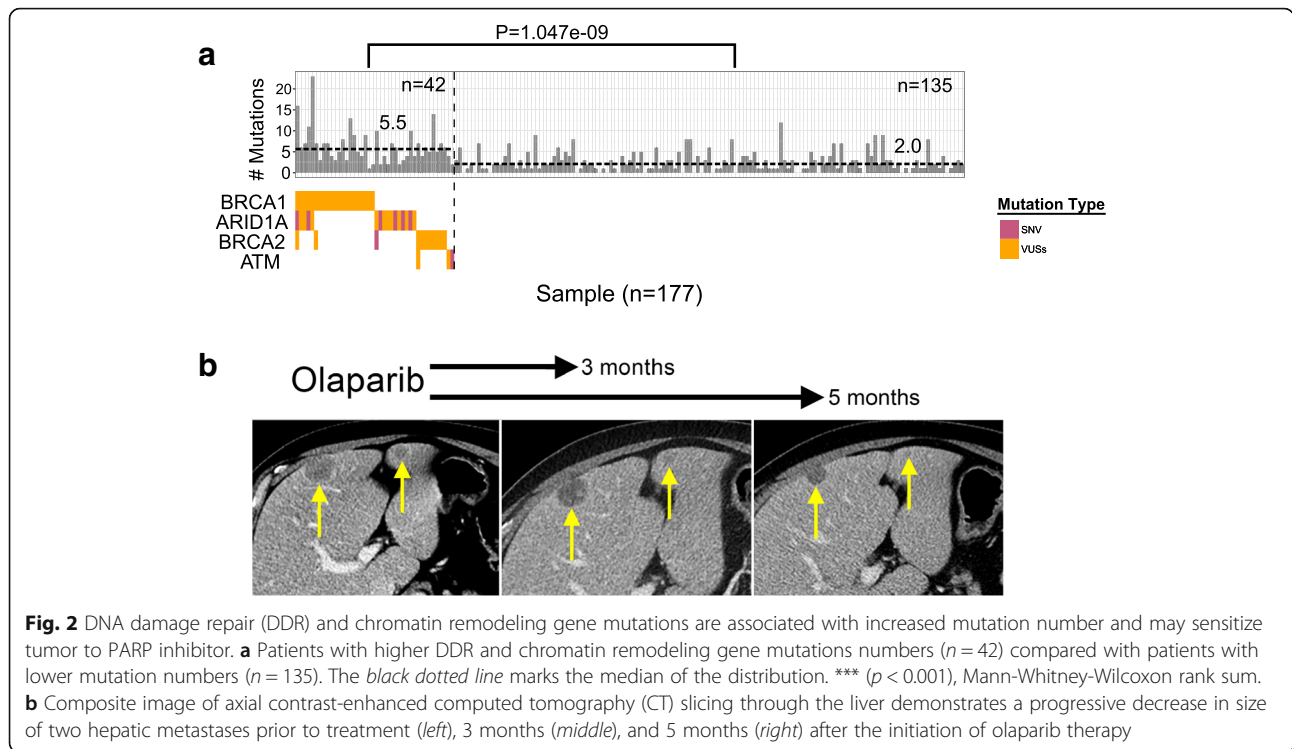 P=1.047e-09
a
# Mutations
20
15
10
5
0
n=42
n=135
5.5
2.0
BRCA1
ARID1A
BRCA2
ATM
Mutation Type
SNV
VUSs
Sample (n=177)
b
Olaparib
3 months
5 months
Fig. 2 DNA damage repair (DDR) and chromatin remodeling gene mutations are associated with increased mutation number and may sensitize
tumor to PARP inhibitor. a Patients with higher DDR and chromatin remodeling gene mutations numbers (n = 42) compared with patients with
lower mutation numbers (n = 135). The black dotted line marks the median of the distribution. *** (p < 0.001), Mann-Whitney-Wilcoxon rank sum.
b Composite image of axial contrast-enhanced computed tomography (CT) slicing through the liver demonstrates a progressive decrease in size
of two hepatic metastases prior to treatment (left), 3 months (middle), and 5 months (right) after the initiation of olaparib therapy